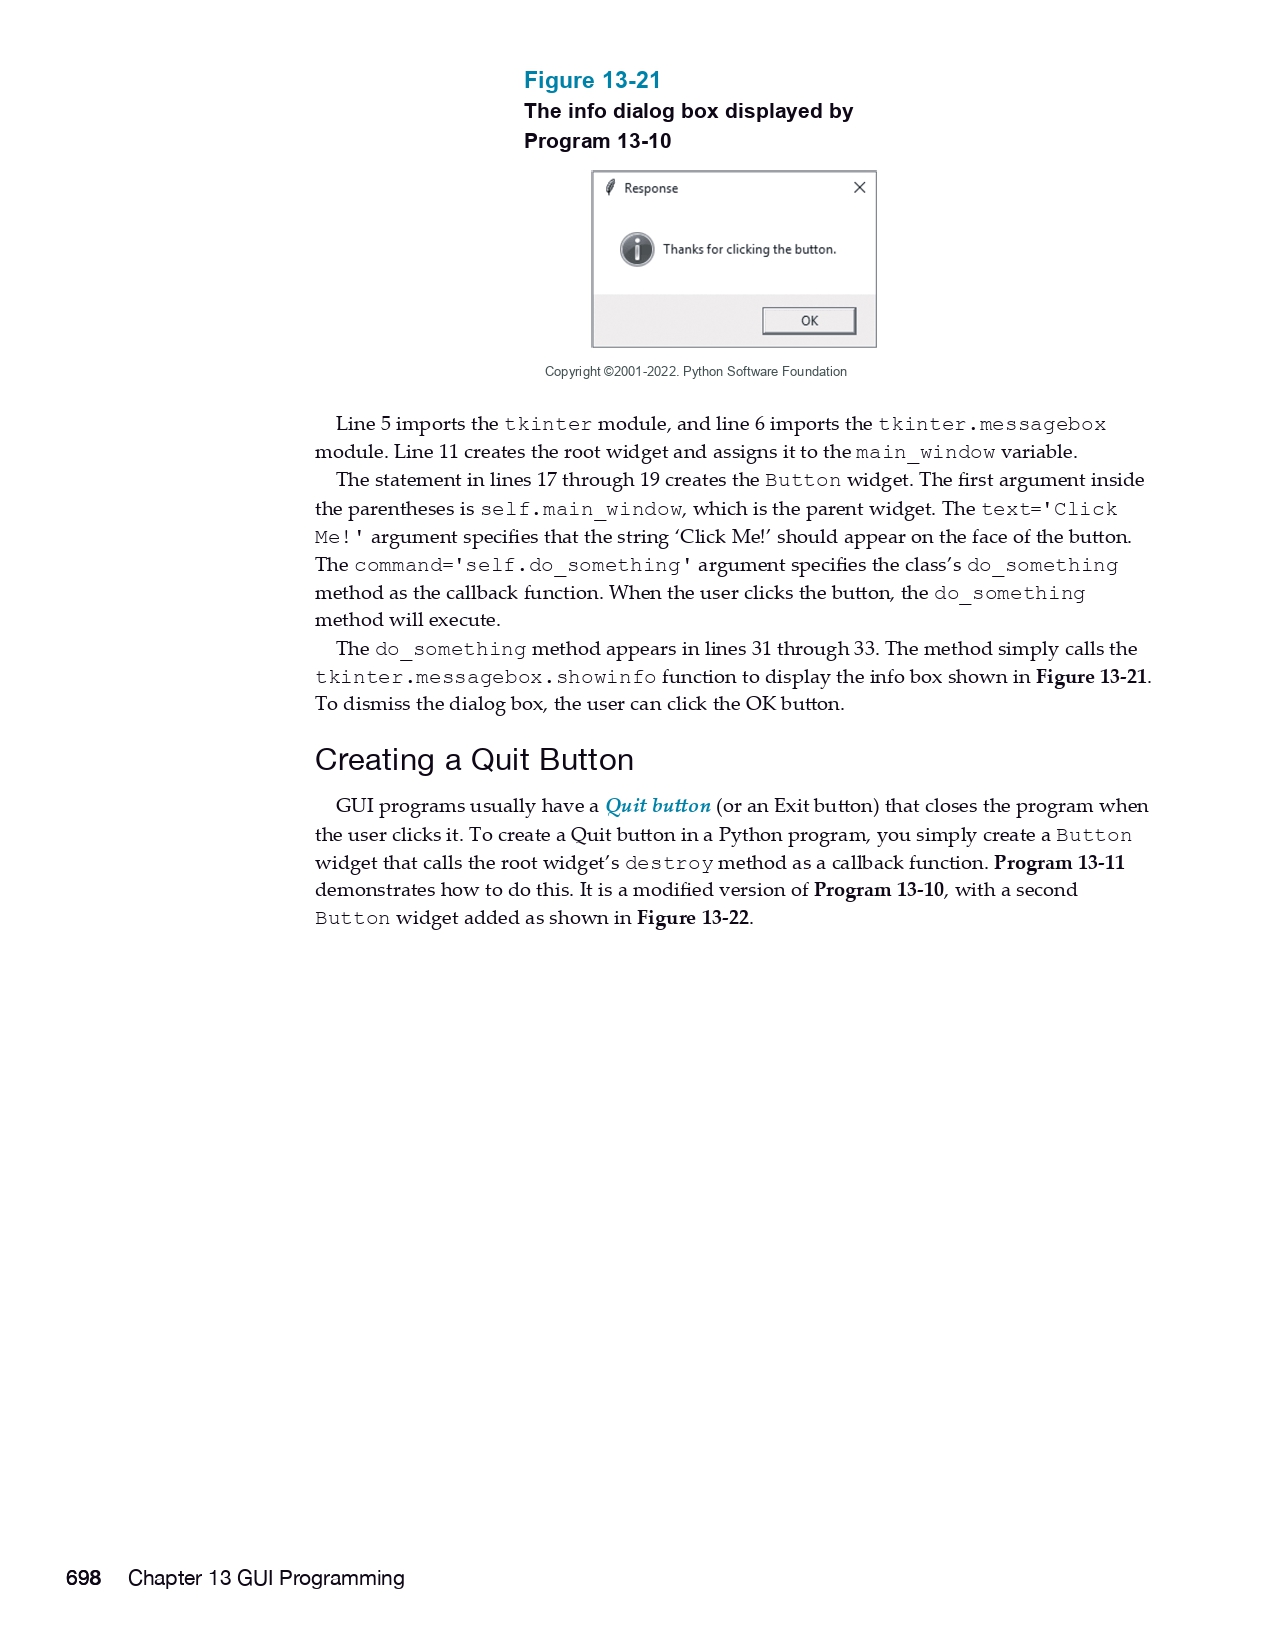 Figure 13-21
The info dialog box displayed by
Program 13-10
Response
Thanks for clicking the button.
OK
Copyright ©2001-2022. Python Software Foundation
Line 5 imports the tkinter module, and line 6 imports the tkinter.messagebox
module. Line 11 creates the root widget and assigns it to the main_window variable.
The statement in lines 17 through 19 creates the Button widget. The first argument inside
the parentheses is self.main_window, which is the parent widget. The text='Click
Me!' argument specifies that the string ‘Click Me!’ should appear on the face of the button.
The command='self.do_something' argument specifies the class’s do_something
method as the callback function. When the user clicks the button, the do_something
method will execute.
The do_something method appears in lines 31 through 33. The method simply calls the
tkinter.messagebox.showinfo function to display the info box shown in Figure 13-21.
To dismiss the dialog box, the user can click the OK button.
Creating a Quit Button
GUI programs usually have a Quit button (or an Exit button) that closes the program when
the user clicks it. To create a Quit button in a Python program, you simply create a Button
widget that calls the root widget’s destroy method as a callback function. Program 13-11
demonstrates how to do this. It is a modified version of Program 13-10, with a second
Button widget added as shown in Figure 13-22.
698 Chapter 13 GUI Programming